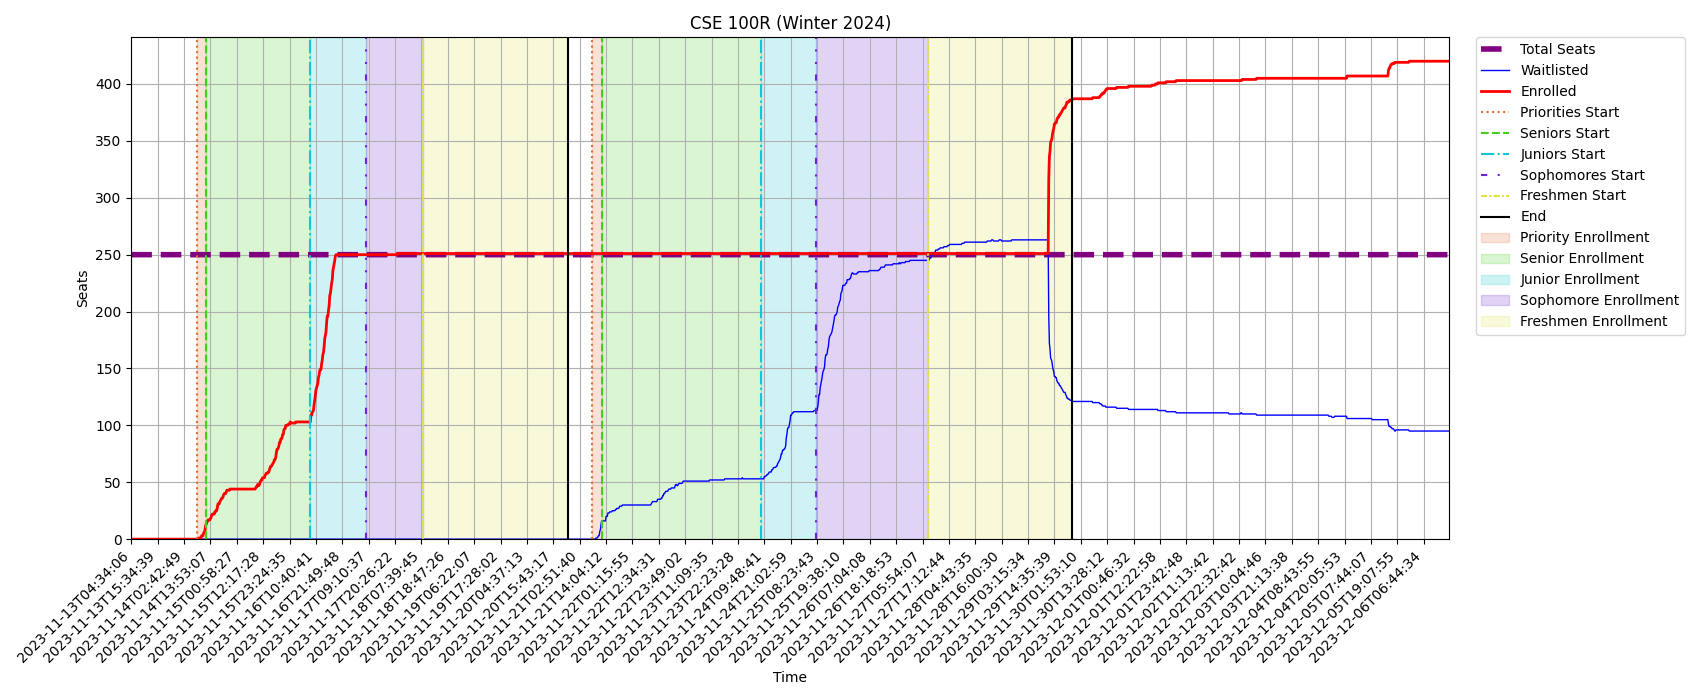 CSE 100R (Winter 2024)
Seats
400
350
300
250
200
150
100
50
0
2023-11-13T04:34:06
2023-11-13T15:34:39
2023-11-14T02:42:49
2023-11-14T13:53:07
2023-11-15T00:58:27
2023-11-15T12:17:28
2023-11-15T23:24:35
2023-11-16T10:40:41
2023-11-16T21:49:48
2023-11-17T09:10:37
2023-11-17T20:26:22
2023-11-18T07:39:45
2023-11-18T18:47:26
2023-11-19T06:22:07
2023-11-19T17:28:02
2023-11-20T04:37:13
2023-11-20T15:43:17
2023-11-21T02:51:40
2023-11-21T14:04:12
2023-11-22T01:15:55
2023-11-22T12:34:31
2023-11-22T23:49:02
2023-11-23T11:09:35
2023-11-23T22:23:28
2023-11-24T09:48:41
2023-11-24T21:02:59
2023-11-25T08:23:43
2023-11-25T19:38:10
2023-11-26T07:04:08
2023-11-26T18:18:53
2023-11-27T05:54:07
2023-11-27T17:12:44
2023-11-28T04:43:35
2023-11-28T16:00:30
2023-11-29T03:15:34
2023-11-29T14:35:39
2023-11-30T01:53:10
2023-11-30T13:28:12
2023-12-01T00:46:32
2023-12-01T12:22:58
2023-12-01T23:42:48
2023-12-02T11:13:42
2023-12-02T22:32:42
2023-12-03T10:04:46
2023-12-03T21:13:38
2023-12-04T08:43:55
2023-12-04T20:05:53
2023-12-05T07:44:07
2023-12-05T19:07:55
2023-12-06T06:44:34
Time
Total Seats
Waitlisted
Enrolled
Priorities Start
Seniors Start
Juniors Start
Sophomores Start
Freshmen Start
End
Priority Enrollment
Senior Enrollment
Junior Enrollment
Sophomore Enrollment
Freshmen Enrollment